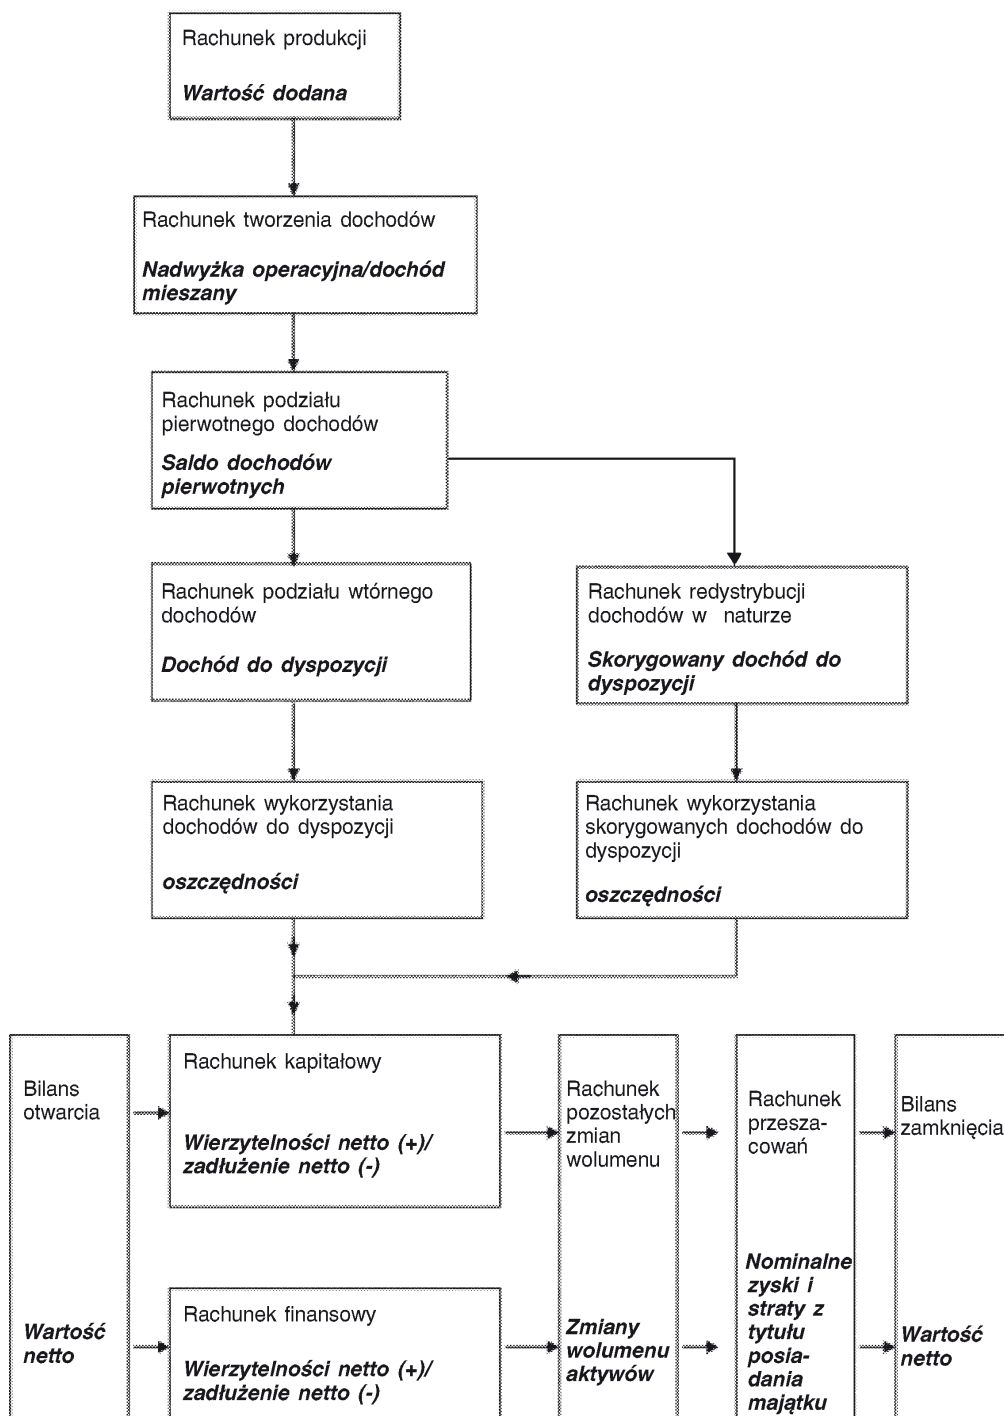 Rachunek produkcji
Wartość dodana
Rachunek tworzenia dochodów
Nadwyżka operacyjna/dochód
mieszany
Rachunek podziału
pierwotnego dochodów
Saldo dochodów
pierwotnych
Rachunek podziału wtórnego
dochodów
Dochód do dyspozycji
Rachunek redystrybucji
dochodów w naturze
Skorygowany dochód do
dyspozycji
Rachunek wykorzystania
dochodów do dyspozycji
oszczędności
Rachunek wykorzystania
skorygowanych dochodów do
dyspozycji
oszczędności
Bilans
otwarcia
Wartość
netto
Rachunek kapitałowy
Wierzytelności netto (+)/
zadłużenie netto (-)
Rachunek finansowy
Wierzytelności netto (+)/
zadłużenie netto (-)
Rachunek
pozostałych
zmian
wolumenu
Zmiany
wolumenu
aktywów
Rachunek
przesza-
cowań
Nominalne
zyski i
straty z
tytułu
posia-
dania
majątku
Bilans
zamknięcia
Wartość
netto